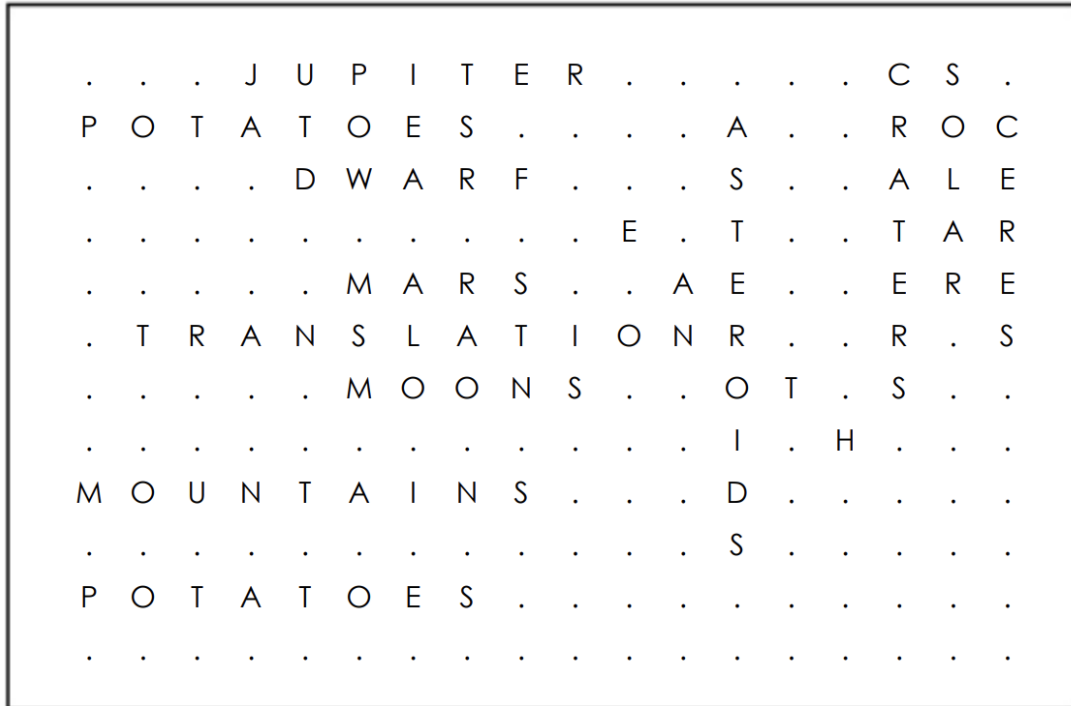 . . . J U P I T E R . . . . . C S .
P O T A T O E S . . . . A . . R O C
. . . . D W A R F . . . S . . A L E
. . . . . . . . . . E . T . . T A R
. . . . . M A R S . . A E . . E R E
. T R A N S L A T I O N R . . R . S
. . . . . M O O N S . . O T . S . .
. . . . . . . . . . . . I . H . . .
M O U N T A I N S . . . D . . . . .
. . . . . . . . . . . . S . . . . .
P O T A T O E S . . . . . . . . . .
. . . . . . . . . . . . . . . . . .